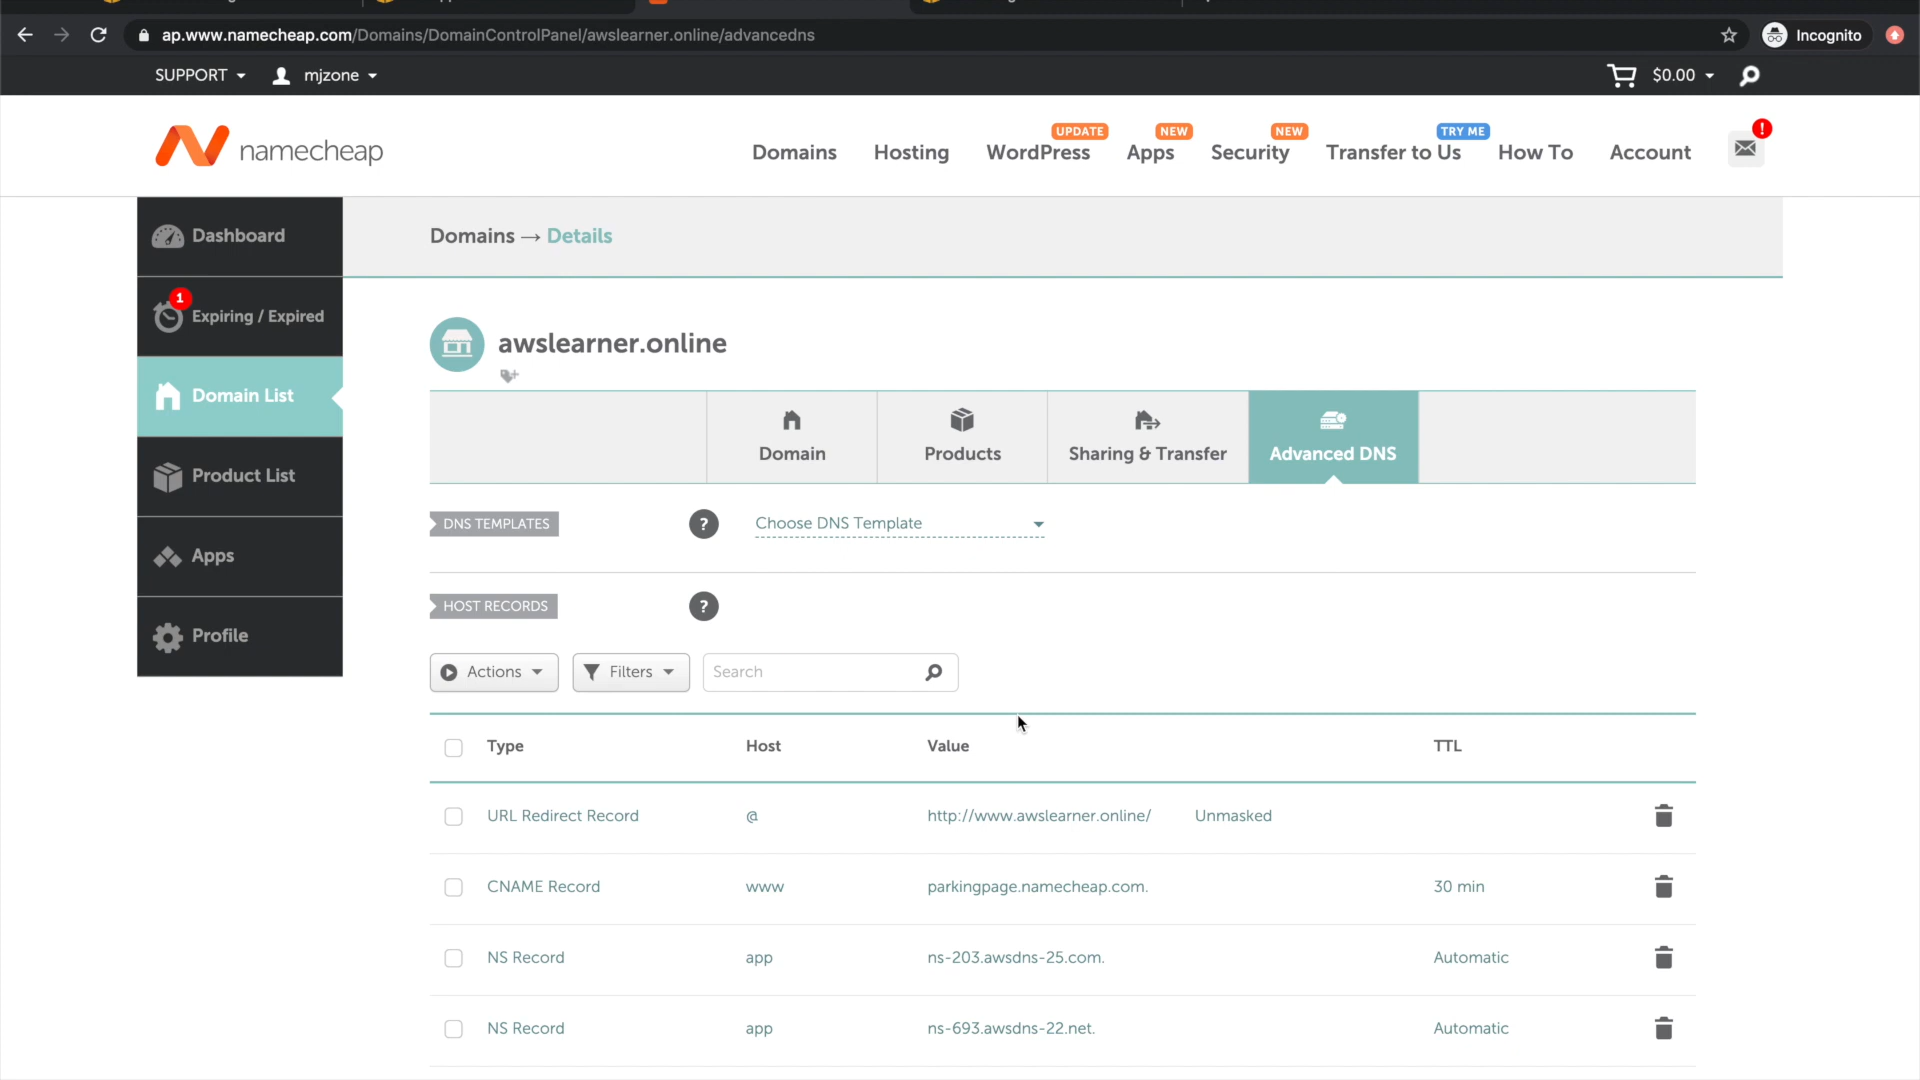 ap.www.namecheap.com/Domains/DomainControlPanel/awslearner.online/advanceddns
Incognito
SUPPORT
mjzone
$0.00
namecheap
Domains
Hosting
UPDATE
WordPress
NEW
Apps
NEW
Security
TRY ME
Transfer to Us
How To
Account
!
Dashboard
1
Expiring / Expired
Domain List
Product List
Apps
Profile
Domains → Details
awslearner.online
Domain
Products
Sharing & Transfer
Advanced DNS
DNS TEMPLATES
?
Choose DNS Template
HOST RECORDS
?
Actions
Filters
Search
Type Host Value TTL
URL Redirect Record @ http://www.awslearner.online/ Unmasked
CNAME Record www parkingpage.namecheap.com. 30 min
NS Record app ns-203.awsdns-25.com. Automatic
NS Record app ns-693.awsdns-22.net. Automatic